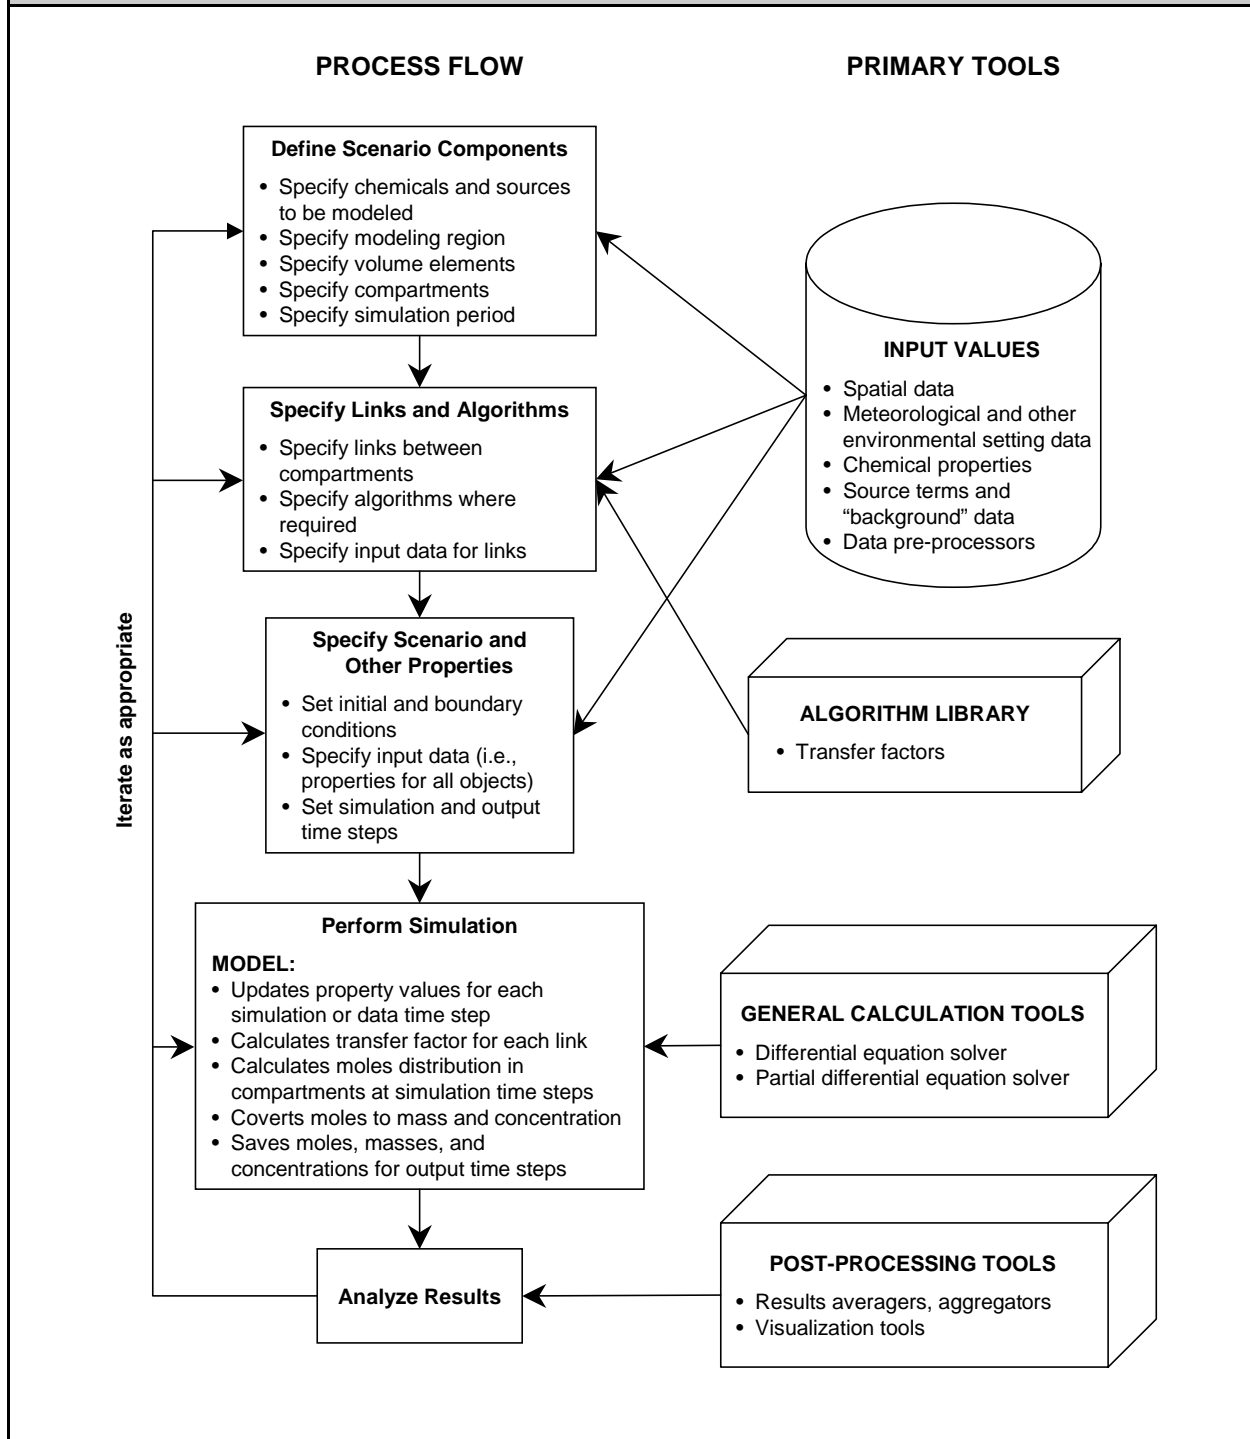 PROCESS FLOW
PRIMARY TOOLS
Define Scenario Components
• Specify chemicals and sources
to be modeled
• Specify modeling region
• Specify volume elements
• Specify compartments
• Specify simulation period
Specify Links and Algorithms
• Specify links between
compartments
• Specify algorithms where
required
• Specify input data for links
Specify Scenario and
Other Properties
• Set initial and boundary
conditions
• Specify input data (i.e.,
properties for all objects)
• Set simulation and output
time steps
Iterate as appropriate
Perform Simulation
MODEL:
• Updates property values for each
simulation or data time step
• Calculates transfer factor for each link
• Calculates moles distribution in
compartments at simulation time steps
• Coverts moles to mass and concentration
• Saves moles, masses, and
concentrations for output time steps
Analyze Results
INPUT VALUES
• Spatial data
• Meteorological and other
environmental setting data
• Chemical properties
• Source terms and
“background” data
• Data pre-processors
ALGORITHM LIBRARY
• Transfer factors
GENERAL CALCULATION TOOLS
• Differential equation solver
• Partial differential equation solver
POST-PROCESSING TOOLS
• Results averagers, aggregators
• Visualization tools